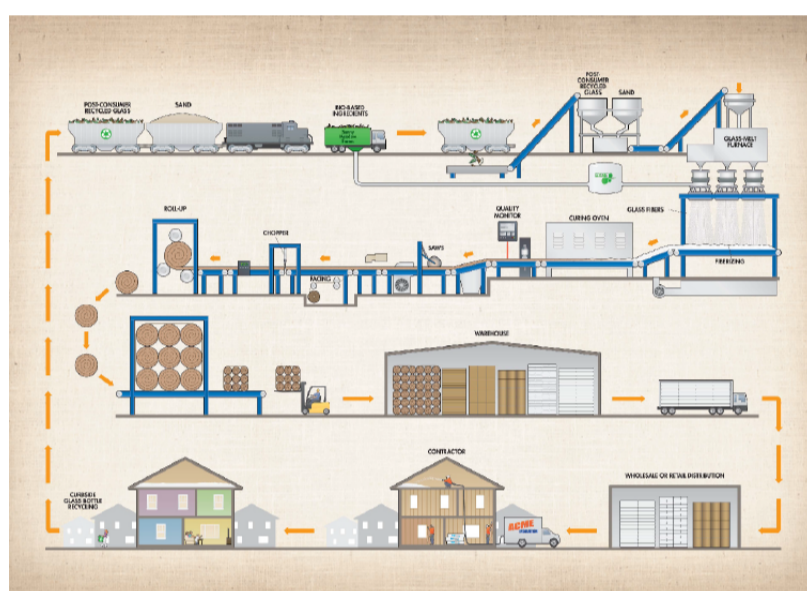 POST-CONSUMER
RECYCLED GLASS
SAND
BIO-BASED
INGREDIENTS
POST-
CONSUMER
RECYCLED
GLASS
SAND
GLASS-MELT
FURNACE
ROLL-UP
CHOPPER
FACING
SAWS
QUALITY
MONITOR
CURING OVEN
GLASS FIBERS
FIBERIZING
WAREHOUSE
CURBSIDE
GLASS BOTTLE
RECYCLING
CONTRACTOR
ACME
WHOLESALE OR RETAIL DISTRIBUTION